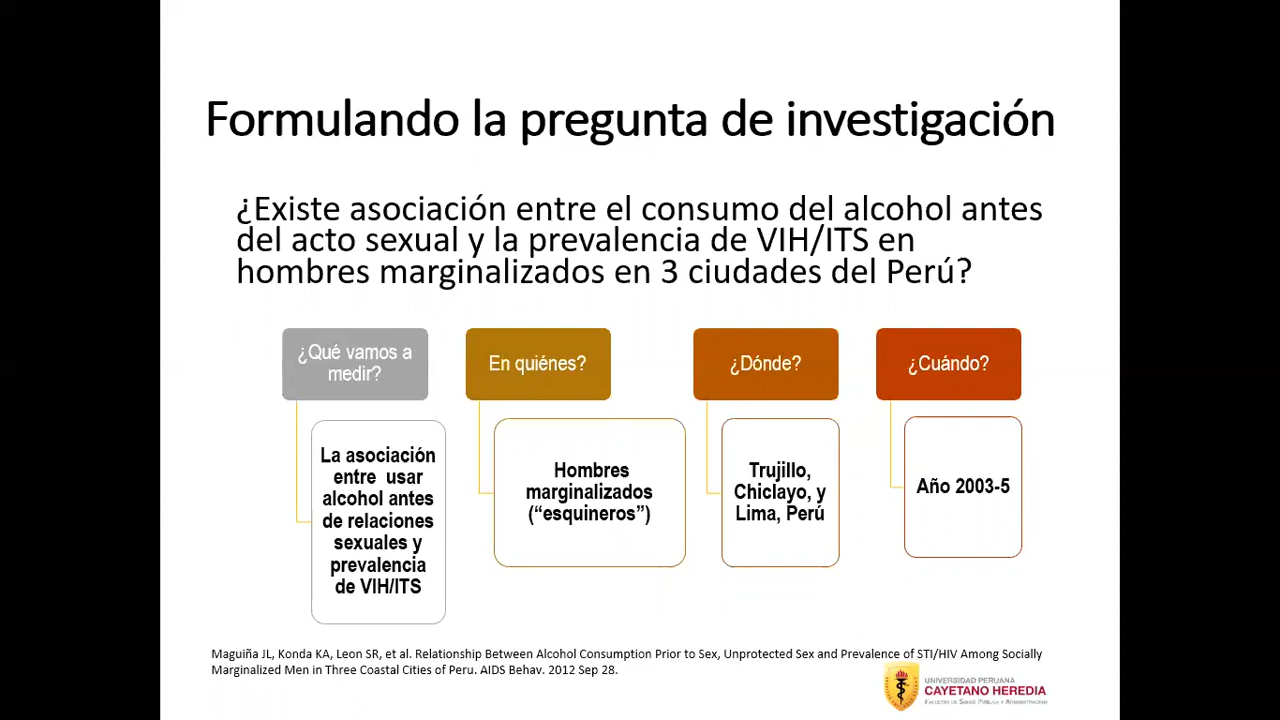 Formulando la pregunta de investigación
¿Existe asociación entre el consumo del alcohol antes
del acto sexual y la prevalencia de VIH/ITS en
hombres marginalizados en 3 ciudades del Perú?
¿Qué vamos a
medir?
La asociación
entre usar
alcohol antes
de relaciones
sexuales y
prevalencia
de VIH/ITS
En quiénes?
Hombres
marginalizados
(“esquineros”)
¿Dónde?
Trujillo,
Chiclayo, y
Lima, Perú
¿Cuándo?
Año 2003-5
Maguiña JL, Konda KA, Leon SR, et al. Relationship Between Alcohol Consumption Prior to Sex, Unprotected Sex and Prevalence of STI/HIV Among Socially
Marginalized Men in Three Coastal Cities of Peru. AIDS Behav. 2012 Sep 28.
UNIVERSIDAD PERUANA
CAYETANO HEREDIA
FACULTAD DE SALUD PÚBLICA Y ADMINISTRACIÓN